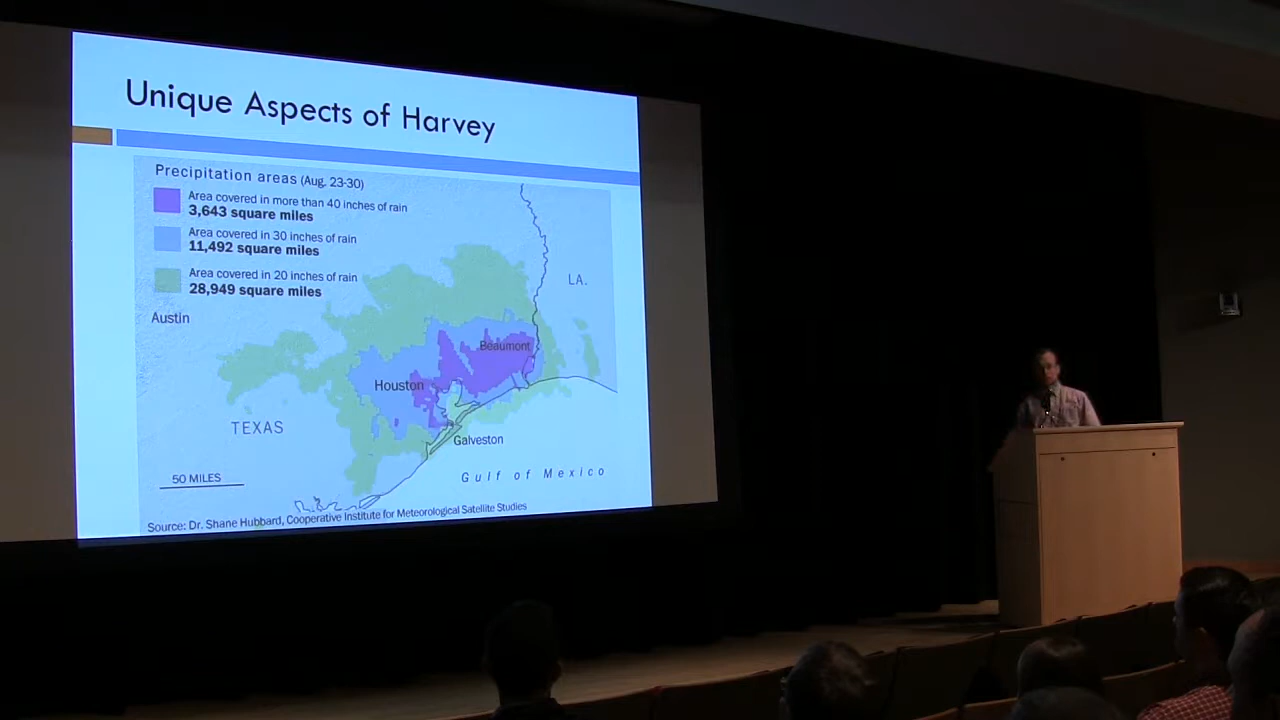 Unique Aspects of Harvey
Precipitation areas (Aug. 23-30)
Area covered in more than 40 inches of rain
3,643 square miles
Area covered in 30 inches of rain
11,492 square miles
Area covered in 20 inches of rain
28,949 square miles
LA.
Austin
Beaumont
Houston
TEXAS
Galveston
Gulf of Mexico
50 MILES
Source: Dr. Shane Hubbard, Cooperative Institute for Meteorological Satellite Studies